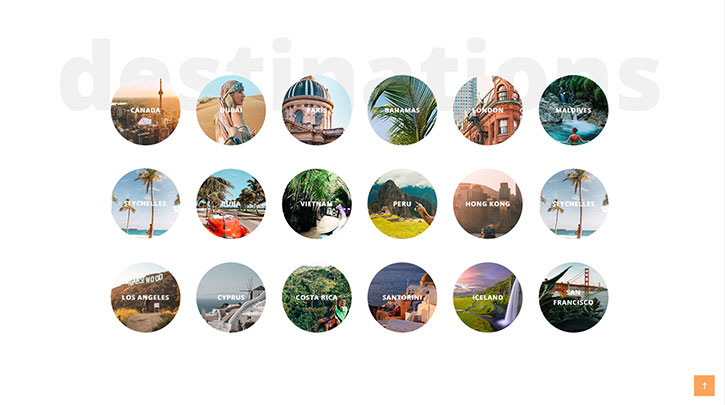 destinations
CANADA
DUBAI
PARIS
BAHAMAS
LONDON
MALDIVES
SEYCHELLES
CUBA
VIETNAM
PERU
HONG KONG
SEYCHELLES
LOS ANGELES
CYPRUS
COSTA RICA
SANTORINI
ICELAND
SAN
FRANCISCO